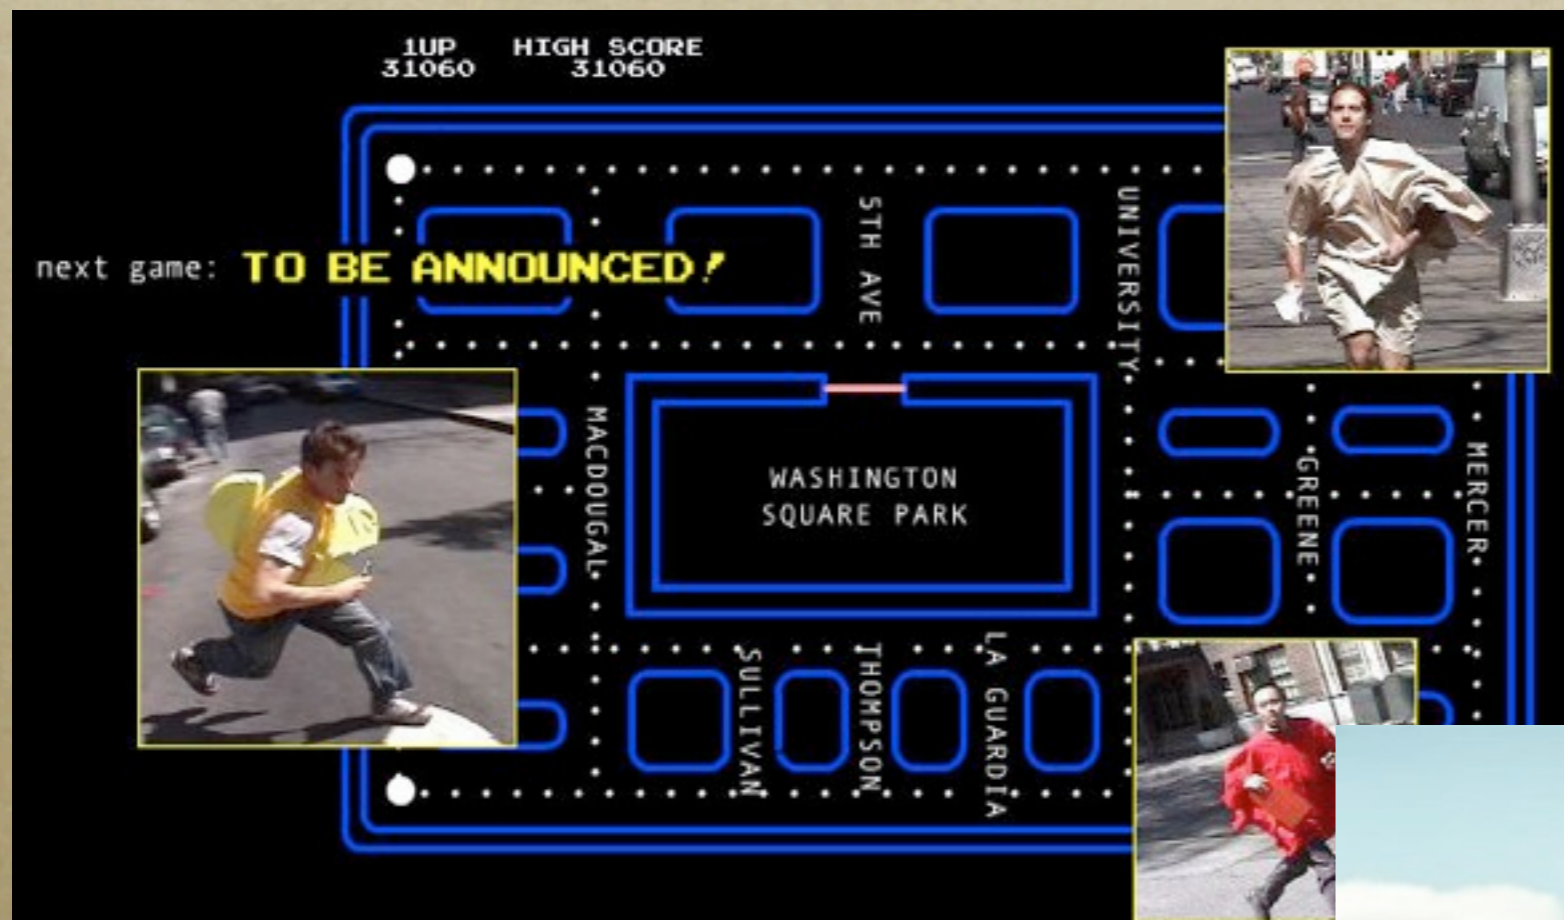 1UP HIGH SCORE
31060 31060
next game: TO BE ANNOUNCED!
5TH AVE
UNIVERSITY
MACDOUGAL
WASHINGTON
SQUARE PARK
GREENE
MERCER
SULLIVAN
THOMPSON
LA GUARDIA